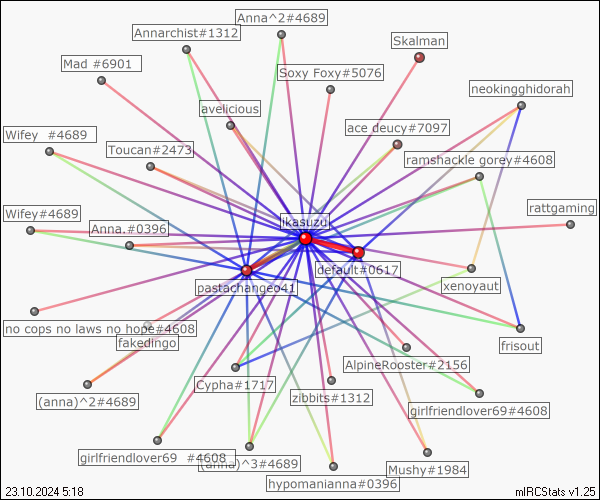 Anna^2#4689
Annarchist#1312
Skalman
Mad #6901
Soxy Foxy#5076
neokingghidorah
avelicious
Wifey #4689
ace deucy#7097
Toucan#2473
ramshackle gorey#4608
Wifey#4689
rattgaming
ikasuzu
Anna.#0396
default#0617
pastachangeo41
xenoyaut
no cops no laws no hope#4608
fakedingo
frisout
AlpineRooster#2156
Cypha#1717
zibbits#1312
(anna)^2#4689
girlfriendlover69#4608
girlfriendlover69 #4608
(anna)^3#4689
Mushy#1984
hypomanianna#0396
23.10.2024 5:18
mIRCStats v1.25